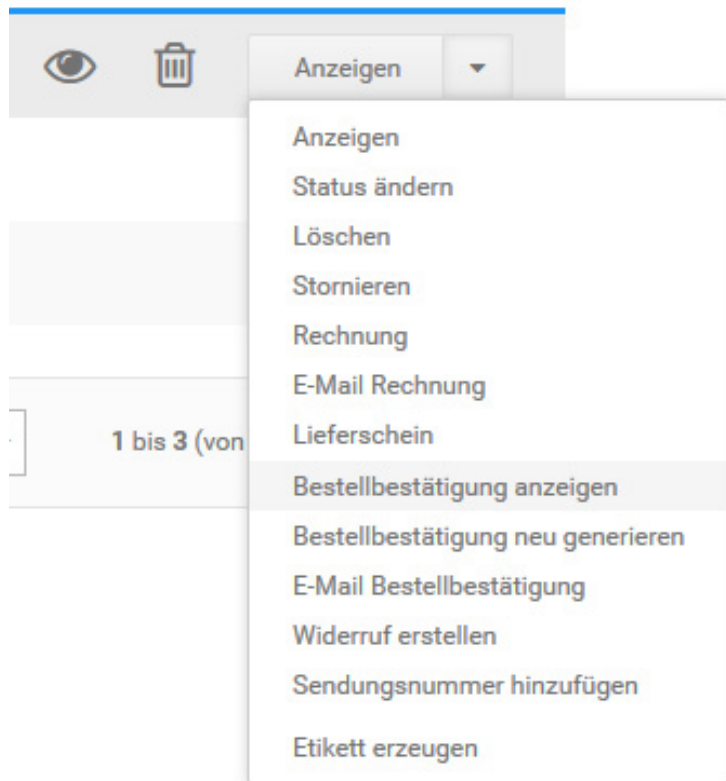 Anzeigen
Anzeigen
Status ändern
Löschen
Stornieren
Rechnung
E-Mail Rechnung
Lieferschein
1 bis 3 (von
Bestellbestätigung anzeigen
Bestellbestätigung neu generieren
E-Mail Bestellbestätigung
Widerruf erstellen
Sendungsnummer hinzufügen
Etikett erzeugen